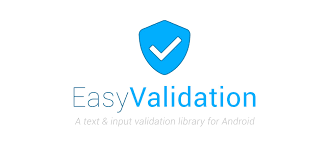 EasyValidation
A text & input validation library for Android